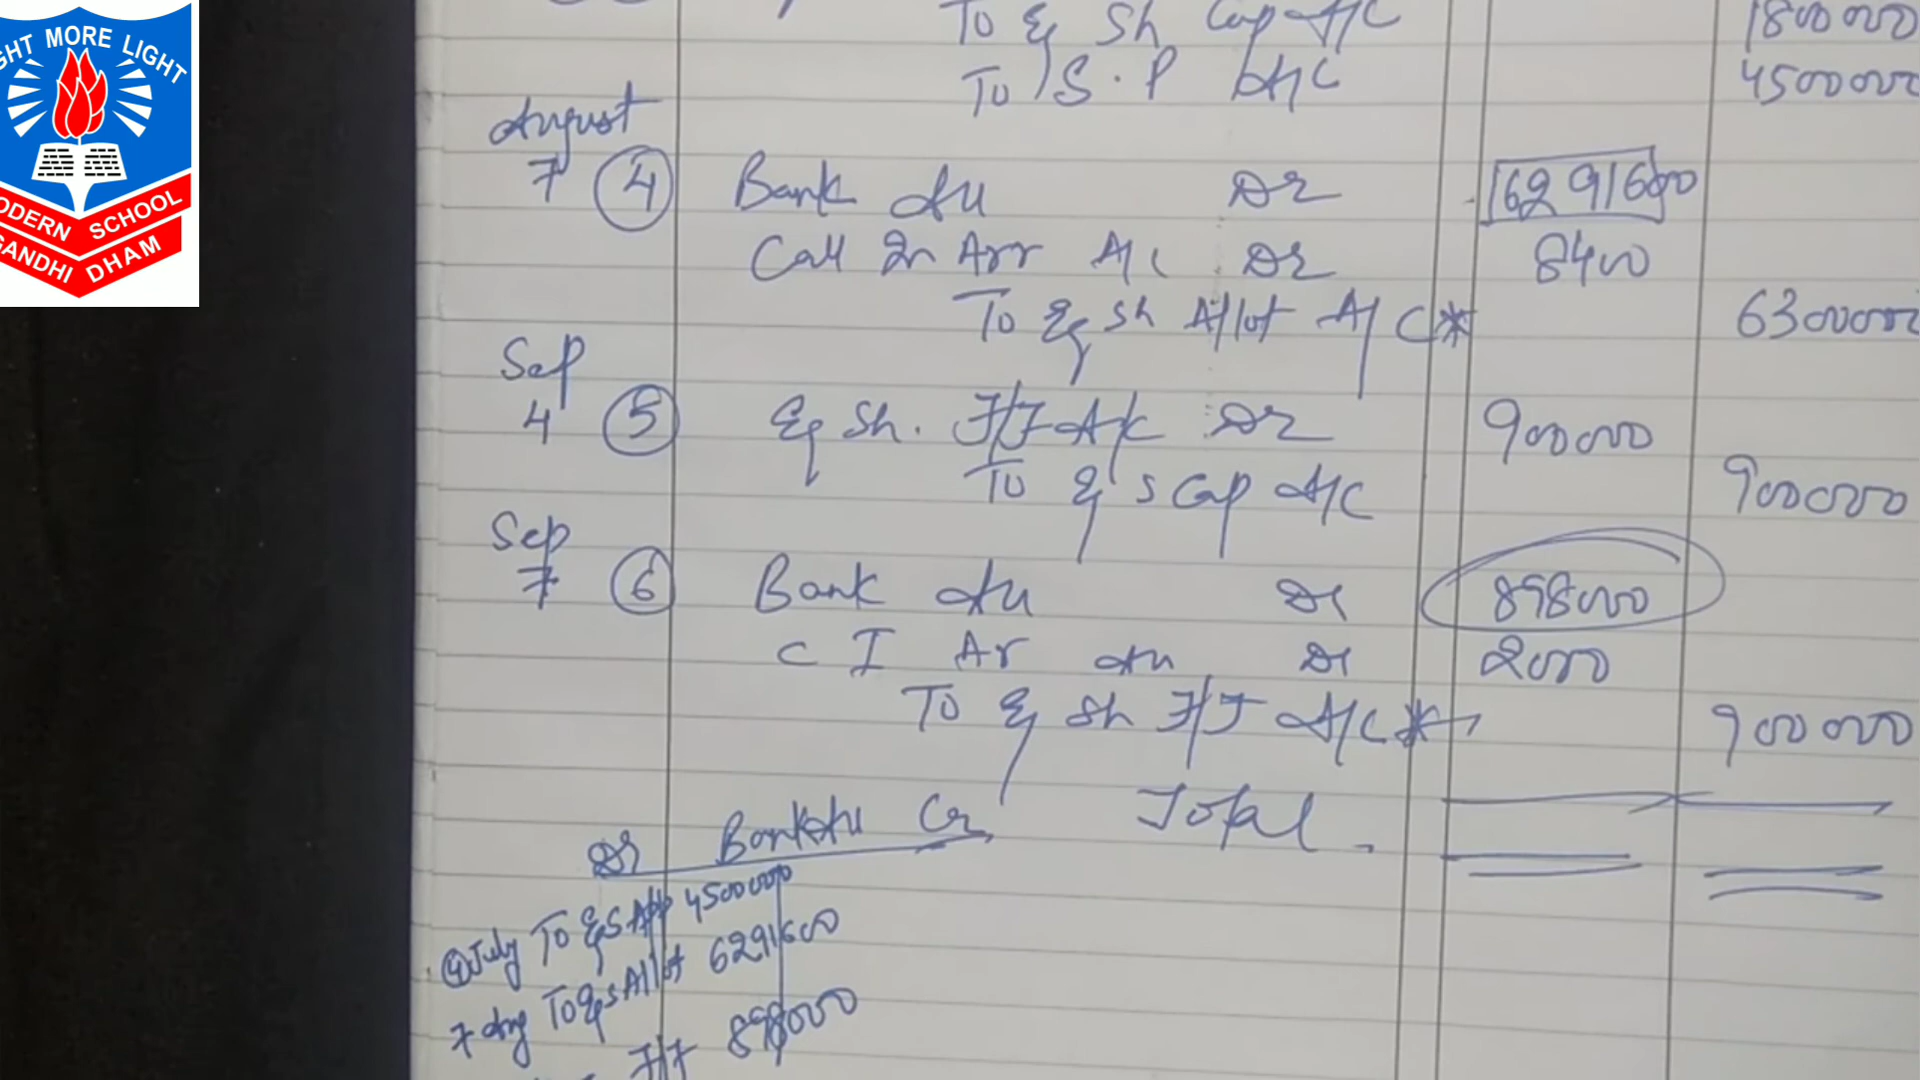 GHT MORE LIGHT
ODERN SCHOOL
GANDHI DHAM
To Eq Sh Cap A/C 1800000
To S.P A/C 4500000
August
7 4 Bank A/c Dr 6291600
Call In Arr A/c Dr 8400
To Eq Sh Allot A/C * 6300000
Sep
4 5 Eq Sh. F/F A/c Dr 900000
To Eq S Cap A/C 900000
Sep
7 6 Bank A/c Dr 898000
C I Ar A/c Dr 2000
To Eq Sh F/F A/C * 900000
Total
Dr Bank A/c Cr
July To Eq S App 4500000
7 Aug To Eq S Allot 6291600
F/F 898000